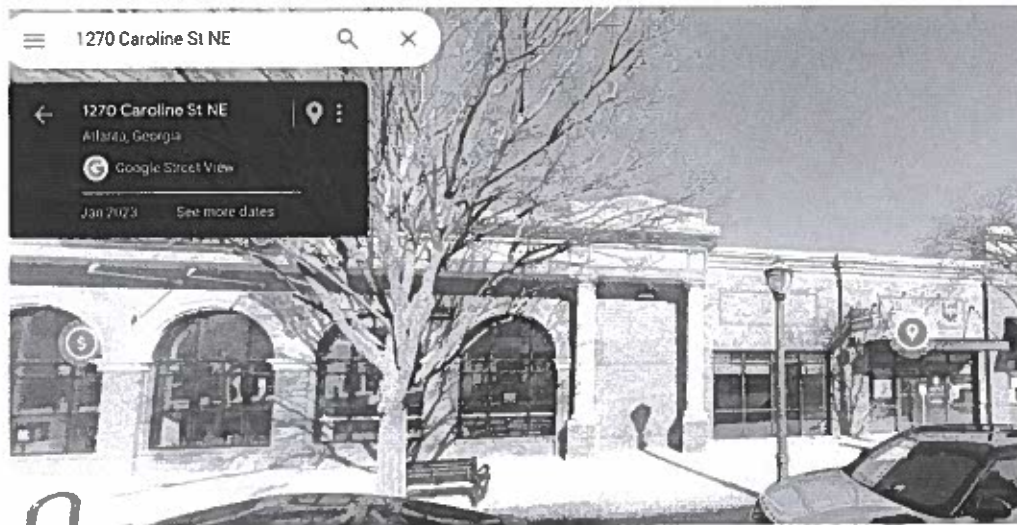 1270 Caroline St NE
1270 Caroline St NE
Atlanta, Georgia
G Google Street View
Jan 2023 See more dates
$